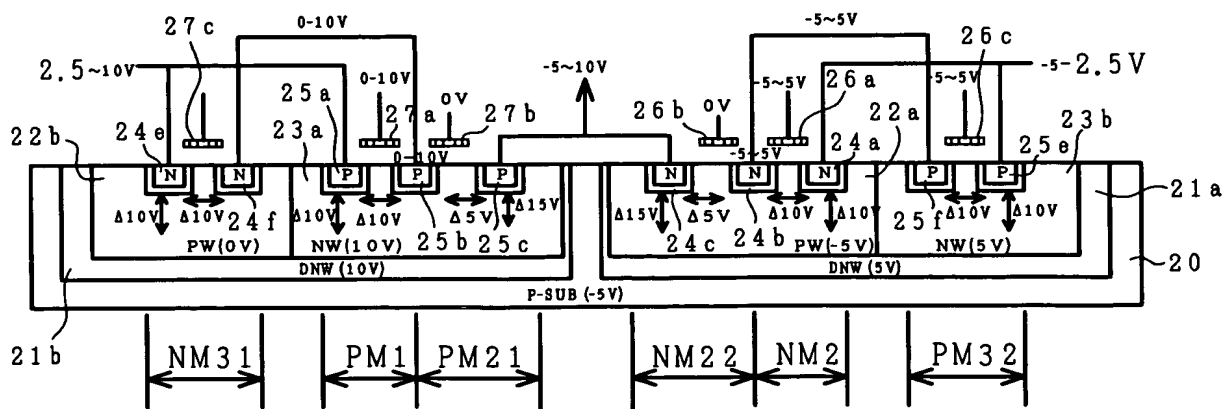 27c 0-10V -5~5V 26c
2.5~10V -5~10V -5-2.5V
25a 0-10V 27a 0V 27b 26b 0V -5~5V 26a -5~5V
24e 23a 22a 23b
22b 0-10V -5~5V 24a 25e
N N P P P N N N P P
21a
Δ10V Δ10V 24f Δ10V Δ10V Δ5V Δ15V Δ15V Δ5V Δ10V Δ10V 25f Δ10V Δ10V
PW(0V) NW(10V) 25b 25c 24c 24b PW(-5V) NW(5V)
DNW(10V) DNW(5V) 20
P-SUB(-5V)
21b
NM31 PM1 PM21 NM22 NM2 PM32